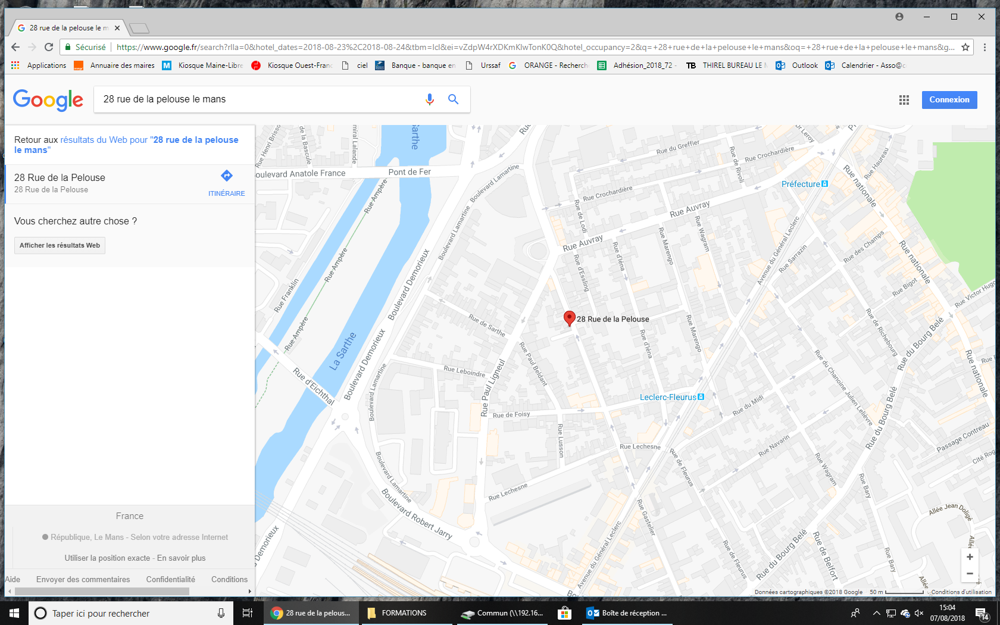 28 rue de la pelouse le m
Sécurisé
https://www.google.fr/search?rlla=0&hotel_dates=2018-08-23%2C2018-08-24&tbm=lcl&ei=vZdpW4rXDKmKlwTonK0Q&hotel_occupancy=2&q=+28+rue+de+la+pelouse+le+mans&oq=+28+rue+de+la+pelouse+le+mans&g...
Applications
Annuaire des maires
Kiosque Maine-Libre
Kiosque Ouest-Franc
ciel
Banque - banque en
Urssaf
ORANGE - Recherch
Adhésion_2018_72 -
THIREL BUREAU LE M
Outlook
Calendrier - Asso@c
Google
28 rue de la pelouse le mans
Connexion
Retour aux résultats du Web pour "28 rue de la pelouse
le mans"
28 Rue de la Pelouse
28 Rue de la Pelouse
ITINÉRAIRE
Vous cherchez autre chose ?
Afficher les résultats Web
France
République, Le Mans - Selon votre adresse Internet
Utiliser la position exacte - En savoir plus
Aide
Envoyer des commentaires
Confidentialité
Conditions
Rue Henri Brisso
de la Bascule
miral Lalande
Sarthe
Rue
oulevard Anatole France
Pont de Fer
Boulevard Lamartine
Rue du Greffier
Rue Crochardière
Rue de Rivoli
Leroy
Rue Haureau
Préfecture
Rue nationale
Rue Ampère
Rue Crochardière
Rue de Lodi
Rue Auvray
Boulevard Lamartine
Rue Auvray
Rue Marengo
Rue Wagram
Avenue du Général Leclerc
Rue Sarrazin
Rue des Champs
Rue nationale
Rue Ampère
Rue Franklin
Boulevard Demorieux
Rue d'Essling
Rue d'Iéna
Rue Bigot
Rue Victor Hugo
28 Rue de la Pelouse
Rue Ampère
Rue de Sarthe
Rue d'Iéna
Rue Marengo
Rue de Richebourg
Rue du Bourg Belé
La Sarthe
Boulevard Demorieux
Rue Paul Beldant
Rue Leboindre
Rue Paul Ligneul
Rue d'Eichthal
Boulevard Lamartine
Leclerc-Fleurus
Rue du Midi
Rue du Chanoine Julien Lelièvre
Rue nationale
Rue de Foisy
Rue Lusson
Rue Lechesne
Rue Navarin
Rue du Bourg Belé
Passage Contreau
Cité Rog
Rue de Fleurus
Rue Wagram
Boulevard Lamartine
Rue Lechesne
Boulevard Robert Jarry
Rue Gastelier
Rue Bary
Allée Jean Doligé
Demorieux
Avenue du Général Leclerc
Rue de Fleurus
Rue du Bourg Belé
Rue de Belfort
Rue Bary
Allée
Allée
Données cartographiques ©2018 Google
50 m
Conditions d'utilisation
Taper ici pour rechercher
28 rue de la pelous...
FORMATIONS
Commun (\\192.16...
Boîte de réception ...
15:04
07/08/2018
14